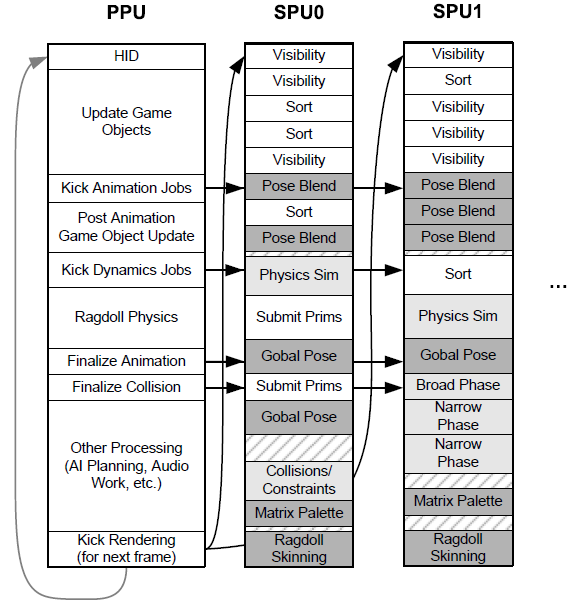 PPU
HID
Update Game
Objects
Kick Animation Jobs
Post Animation
Game Object Update
Kick Dynamics Jobs
Ragdoll Physics
Finalize Animation
Finalize Collision
Other Processing
(AI Planning, Audio
Work, etc.)
Kick Rendering
(for next frame)
SPU0
Visibility
Visibility
Sort
Sort
Visibility
Pose Blend
Sort
Pose Blend
Physics Sim
Submit Prims
Gobal Pose
Submit Prims
Gobal Pose
Collisions/
Constraints
Matrix Palette
Ragdoll
Skinning
SPU1
Visibility
Sort
Visibility
Visibility
Visibility
Pose Blend
Pose Blend
Pose Blend
Sort
Physics Sim
Gobal Pose
Broad Phase
Narrow
Phase
Narrow
Phase
Matrix Palette
Ragdoll
Skinning
...